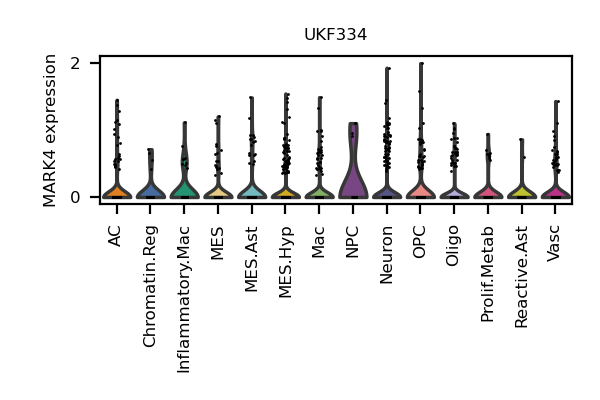 UKF334
MARK4 expression
2
0
AC
Chromatin.Reg
Inflammatory.Mac
MES
MES.Ast
MES.Hyp
Mac
NPC
Neuron
OPC
Oligo
Prolif.Metab
Reactive.Ast
Vasc